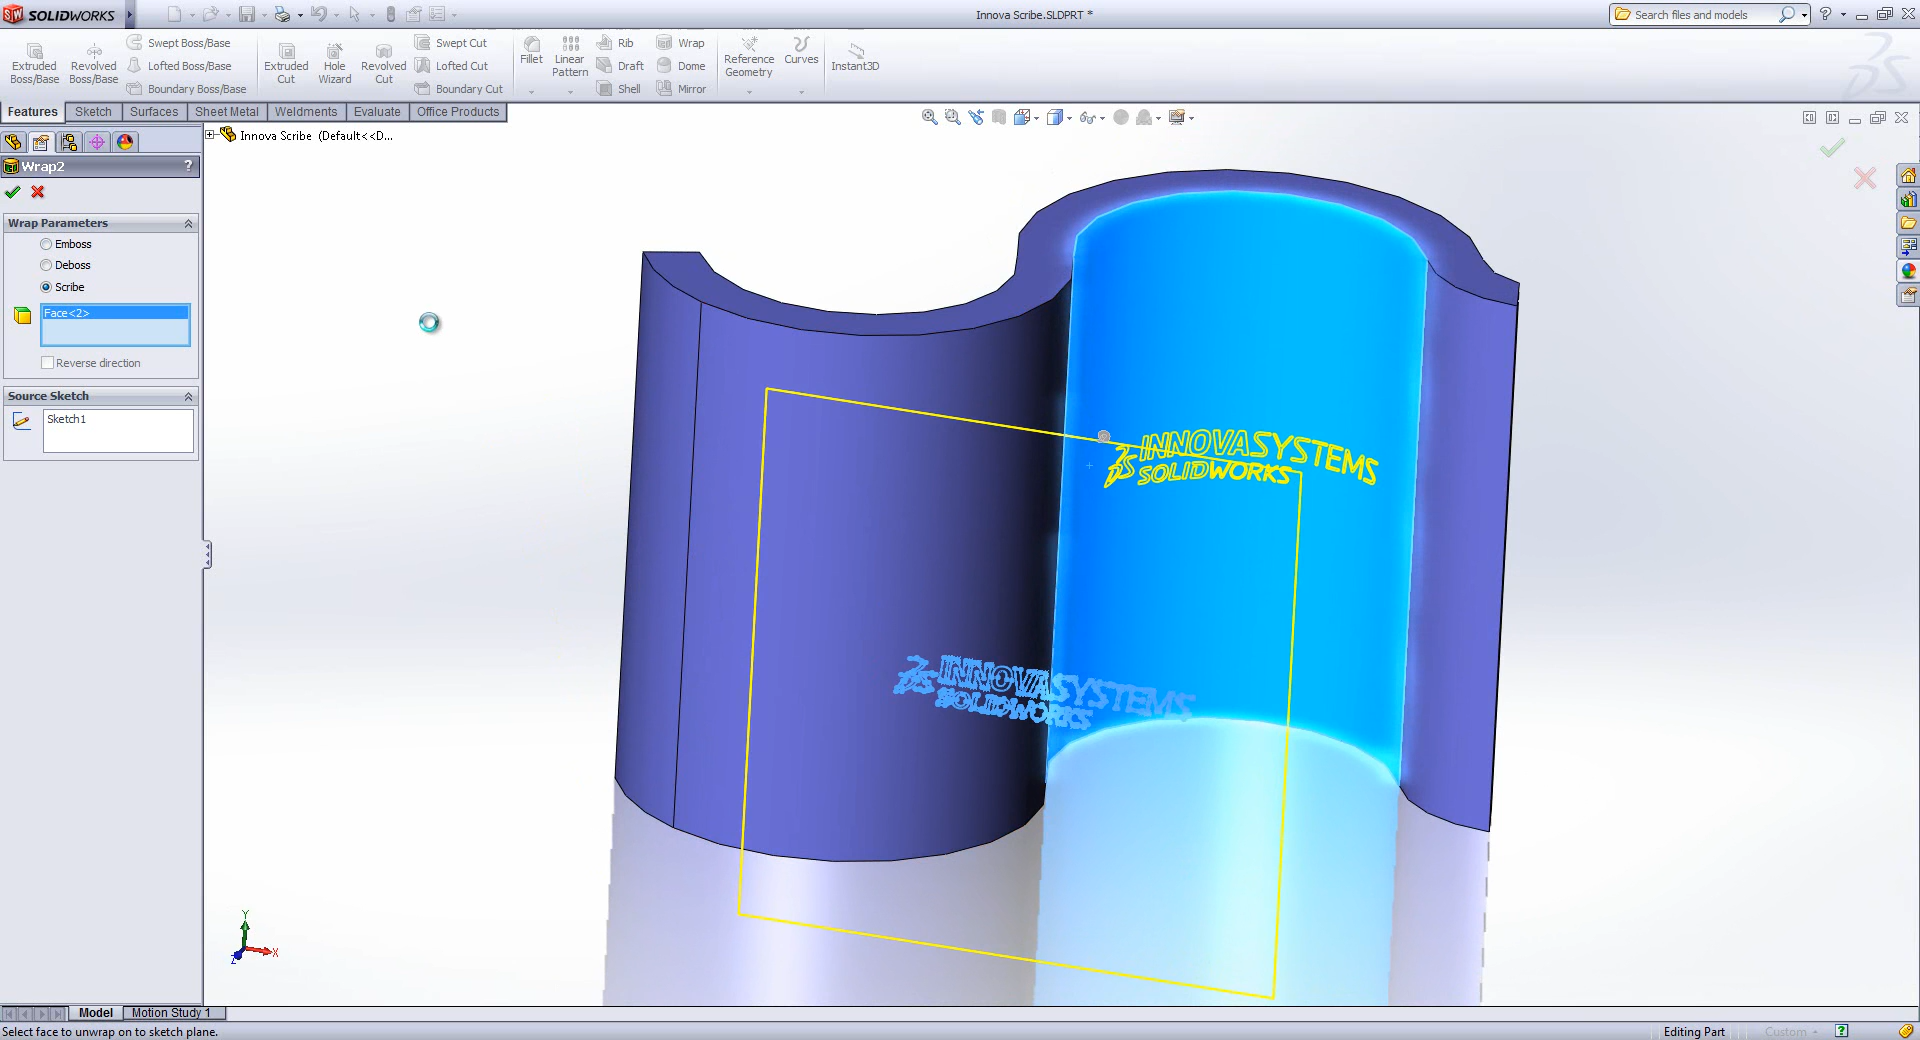 SOLIDWORKS
Innova Scribe.SLDPRT *
Search files and models
Extruded Boss/Base
Revolved Boss/Base
Swept Boss/Base
Lofted Boss/Base
Boundary Boss/Base
Extruded Cut
Hole Wizard
Revolved Cut
Swept Cut
Lofted Cut
Boundary Cut
Fillet
Linear Pattern
Rib
Draft
Shell
Wrap
Dome
Mirror
Reference Geometry
Curves
Instant3D
Features
Sketch
Surfaces
Sheet Metal
Weldments
Evaluate
Office Products
Innova Scribe (Default<<D...
Wrap2
?
Wrap Parameters
Emboss
Deboss
Scribe
Face<2>
Reverse direction
Source Sketch
Sketch1
INNOVASYSTEMS
SOLIDWORKS
INNOVASYSTEMS
SOLIDWORKS
Y
X
Z
Model
Motion Study 1
Select face to unwrap on to sketch plane.
Editing Part
Custom